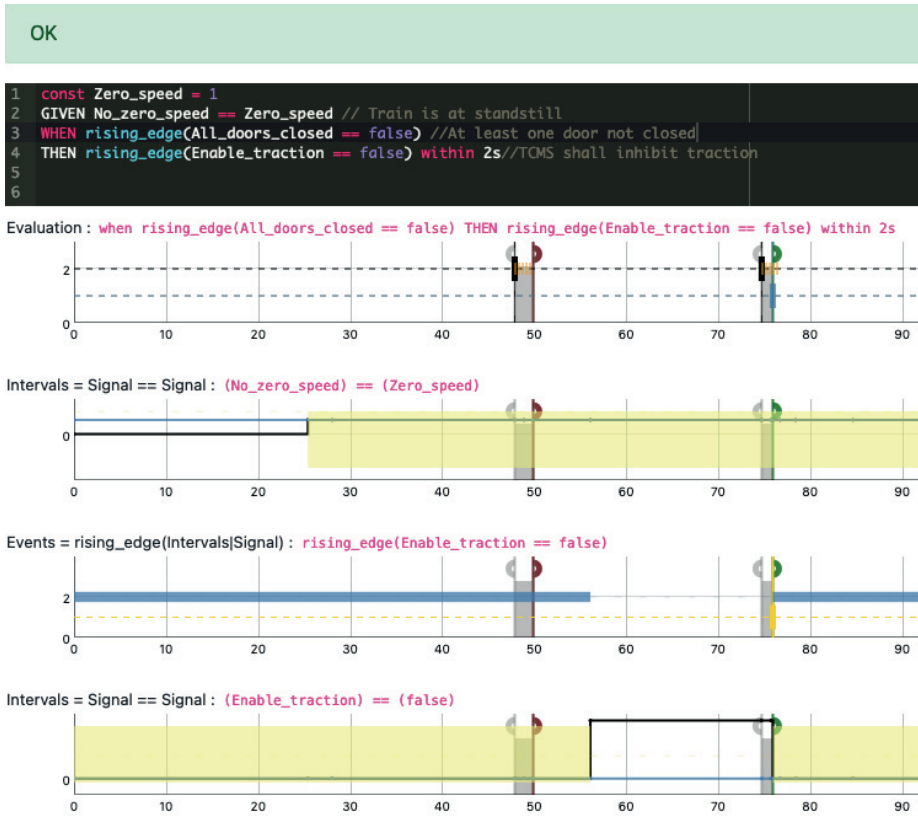 OK
1 const Zero_speed = 1
2 GIVEN No_zero_speed == Zero_speed // Train is at standstill
3 WHEN rising_edge(All_doors_closed == false) //At least one door not closed
4 THEN rising_edge(Enable_traction == false) within 2s//TCMS shall inhibit traction
5
6
Evaluation : when rising_edge(All_doors_closed == false) THEN rising_edge(Enable_traction == false) within 2s
2
0
0 10 20 30 40 50 60 70 80 90
Intervals = Signal == Signal : (No_zero_speed) == (Zero_speed)
0
0 10 20 30 40 50 60 70 80 90
Events = rising_edge(Intervals|Signal) : rising_edge(Enable_traction == false)
2
0
0 10 20 30 40 50 60 70 80 90
Intervals = Signal == Signal : (Enable_traction) == (false)
0
0 10 20 30 40 50 60 70 80 90